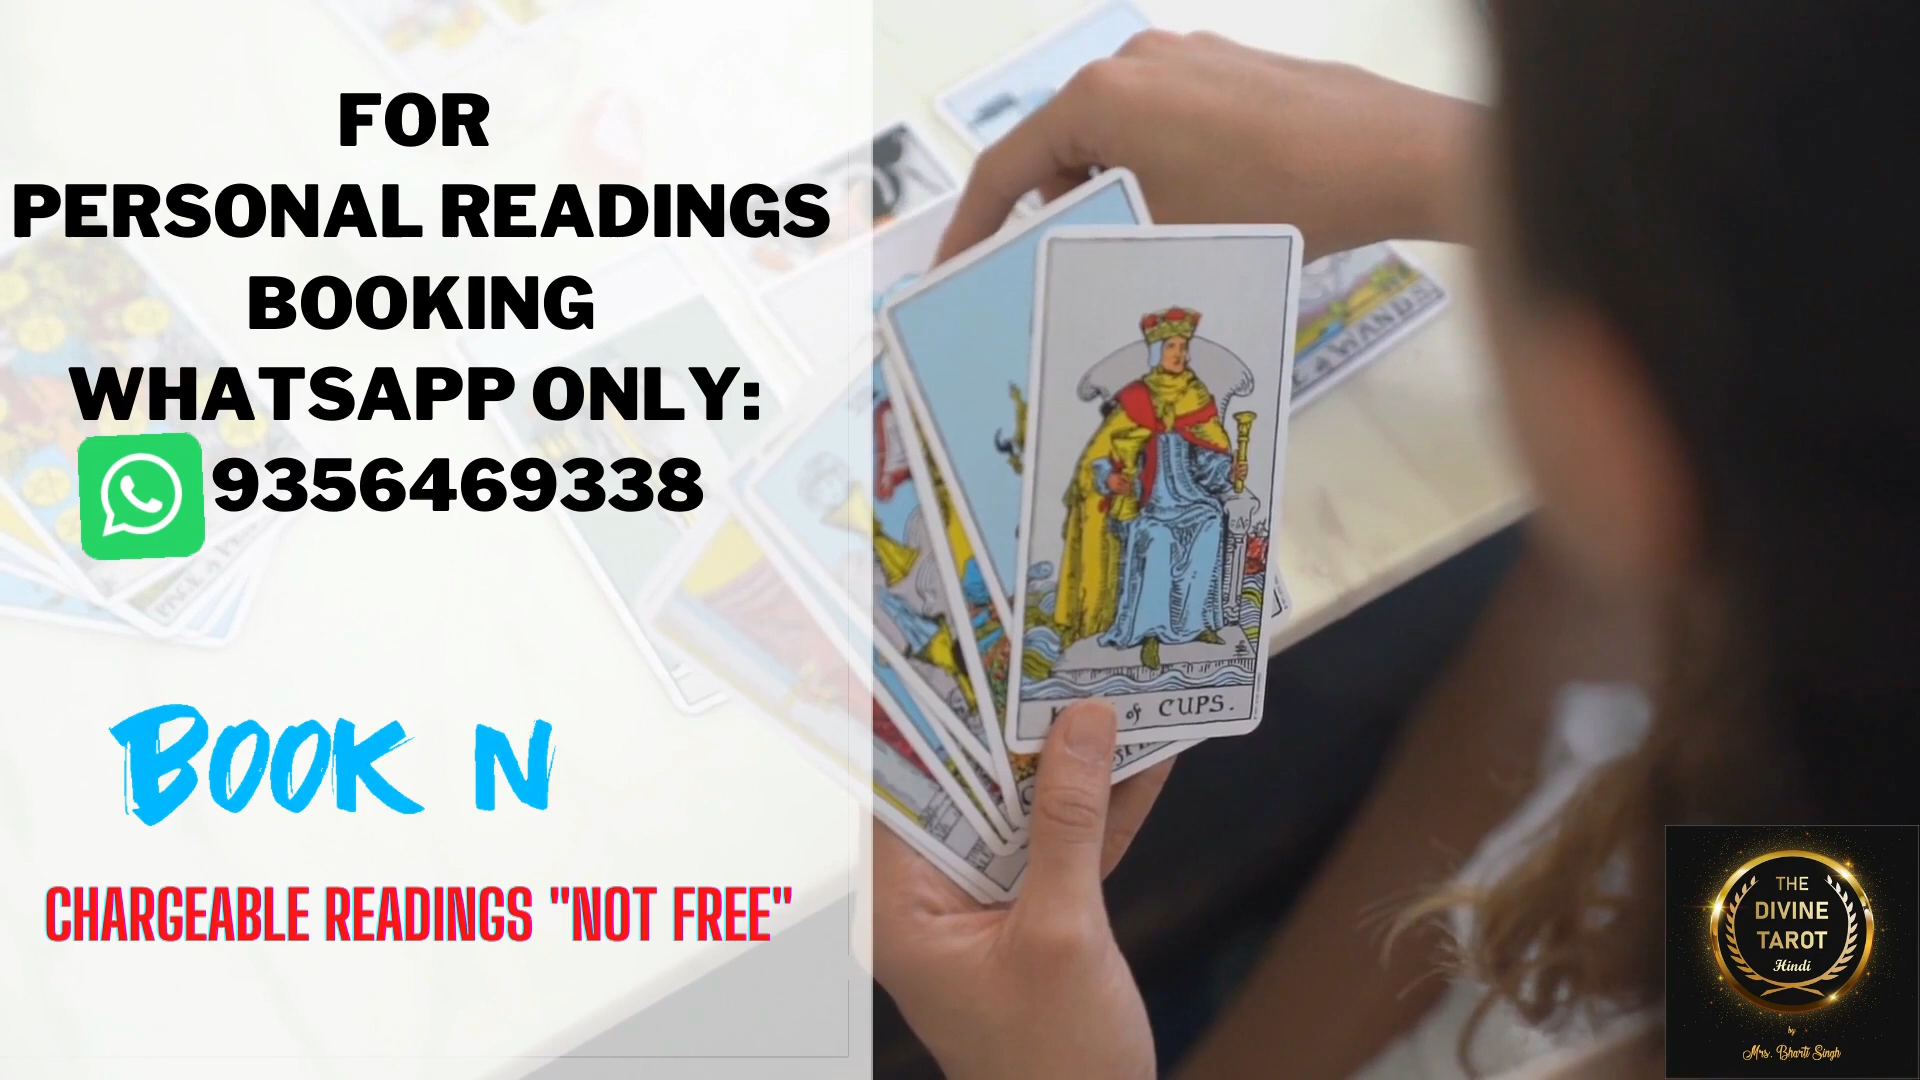 FOR
PERSONAL READINGS
BOOKING
WHATSAPP ONLY:
9356469338
BOOK N
CHARGEABLE READINGS "NOT FREE"
OF CUPS.
WANDS
THE
DIVINE
TAROT
Hindi
by
Mrs. Bharti Singh